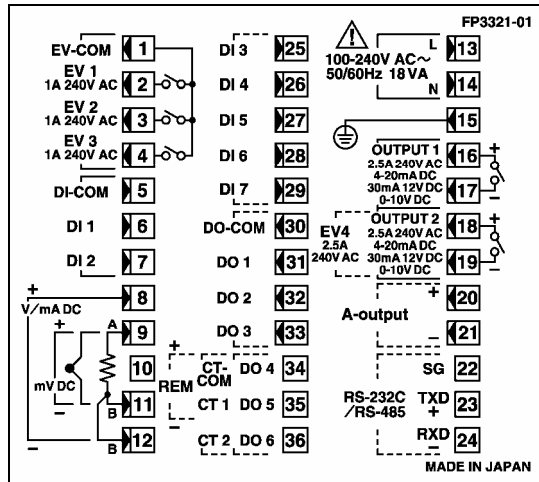 FP3321-01
EV-COM 1
EV 1
1A 240V AC 2
EV 2
1A 240V AC 3
EV 3
1A 240V AC 4
DI-COM 5
DI 1 6
DI 2 7
+ 8
V/mA DC
+ A 9
10
mV DC
− B 11
− B 12
DI 3 25
DI 4 26
DI 5 27
DI 6 28
DI 7 29
DO-COM 30
DO 1 31
DO 2 32
DO 3 33
+
REM
−
CT-COM DO 4 34
CT 1 DO 5 35
CT 2 DO 6 36
L 13
100-240V AC~
50/60Hz 18VA
N 14
15
OUTPUT 1 16 +
2.5A 240V AC
4-20mA DC
30mA 12V DC 17 −
0-10V DC
EV4
2.5A
240V AC
OUTPUT 2 18 +
2.5A 240V AC
4-20mA DC
30mA 12V DC 19 −
0-10V DC
+ 20
A-output
− 21
SG 22
RS-232C
/RS-485
TXD 23
+
RXD 24
−
MADE IN JAPAN